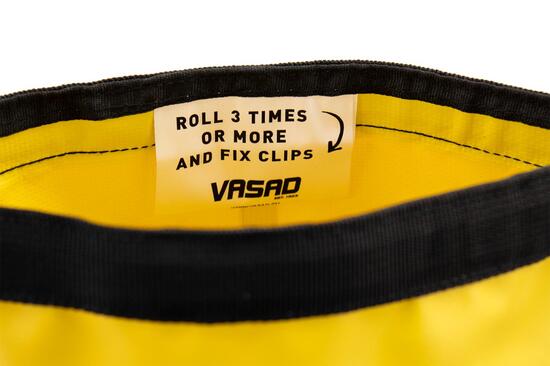 ROLL 3 TIMES
OR MORE
AND FIX CLIPS
VASAD